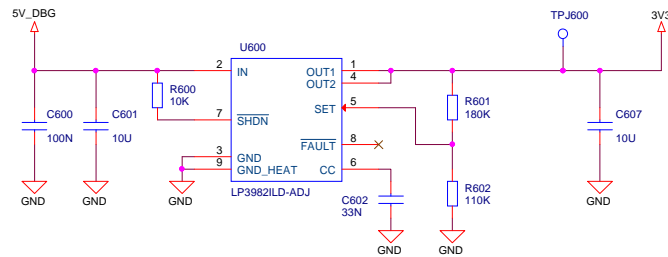 5V_DBG
TPJ600
3V3
U600
2 IN OUT1 1
OUT2 4
R600
10K
C600
100N
C601
10U
SET 5
R601
180K
C607
10U
7 SHDN
FAULT 8
3 GND
9 GND_HEAT
CC 6
LP3982ILD-ADJ
C602
33N
R602
110K
GND
GND
GND
GND
GND
GND